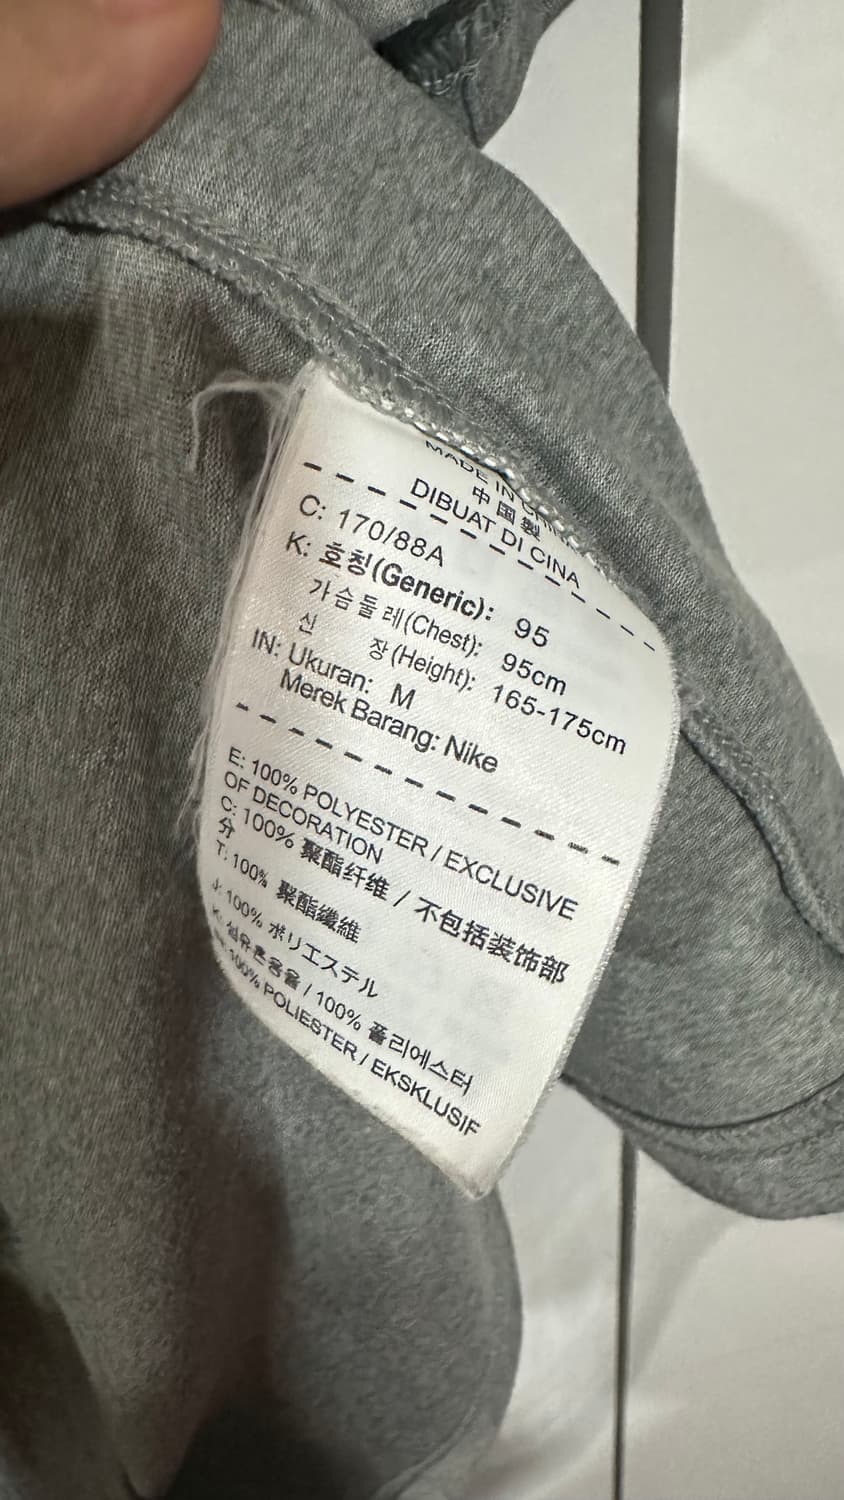 MADE IN CHINA
中国製
DIBUAT DI CINA
C: 170/88A
K: 호칭(Generic): 95
가슴둘레(Chest): 95cm
신 장(Height): 165-175cm
IN: Ukuran: M
Merek Barang: Nike
E: 100% POLYESTER / EXCLUSIVE
OF DECORATION
C: 100% 聚酯纤维 / 不包括装饰部
分
T: 100% 聚酯纖維
J: 100% ポリエステル
K: 섬유혼용율 / 100% 폴리에스터
100% POLIESTER / EKSKLUSIF